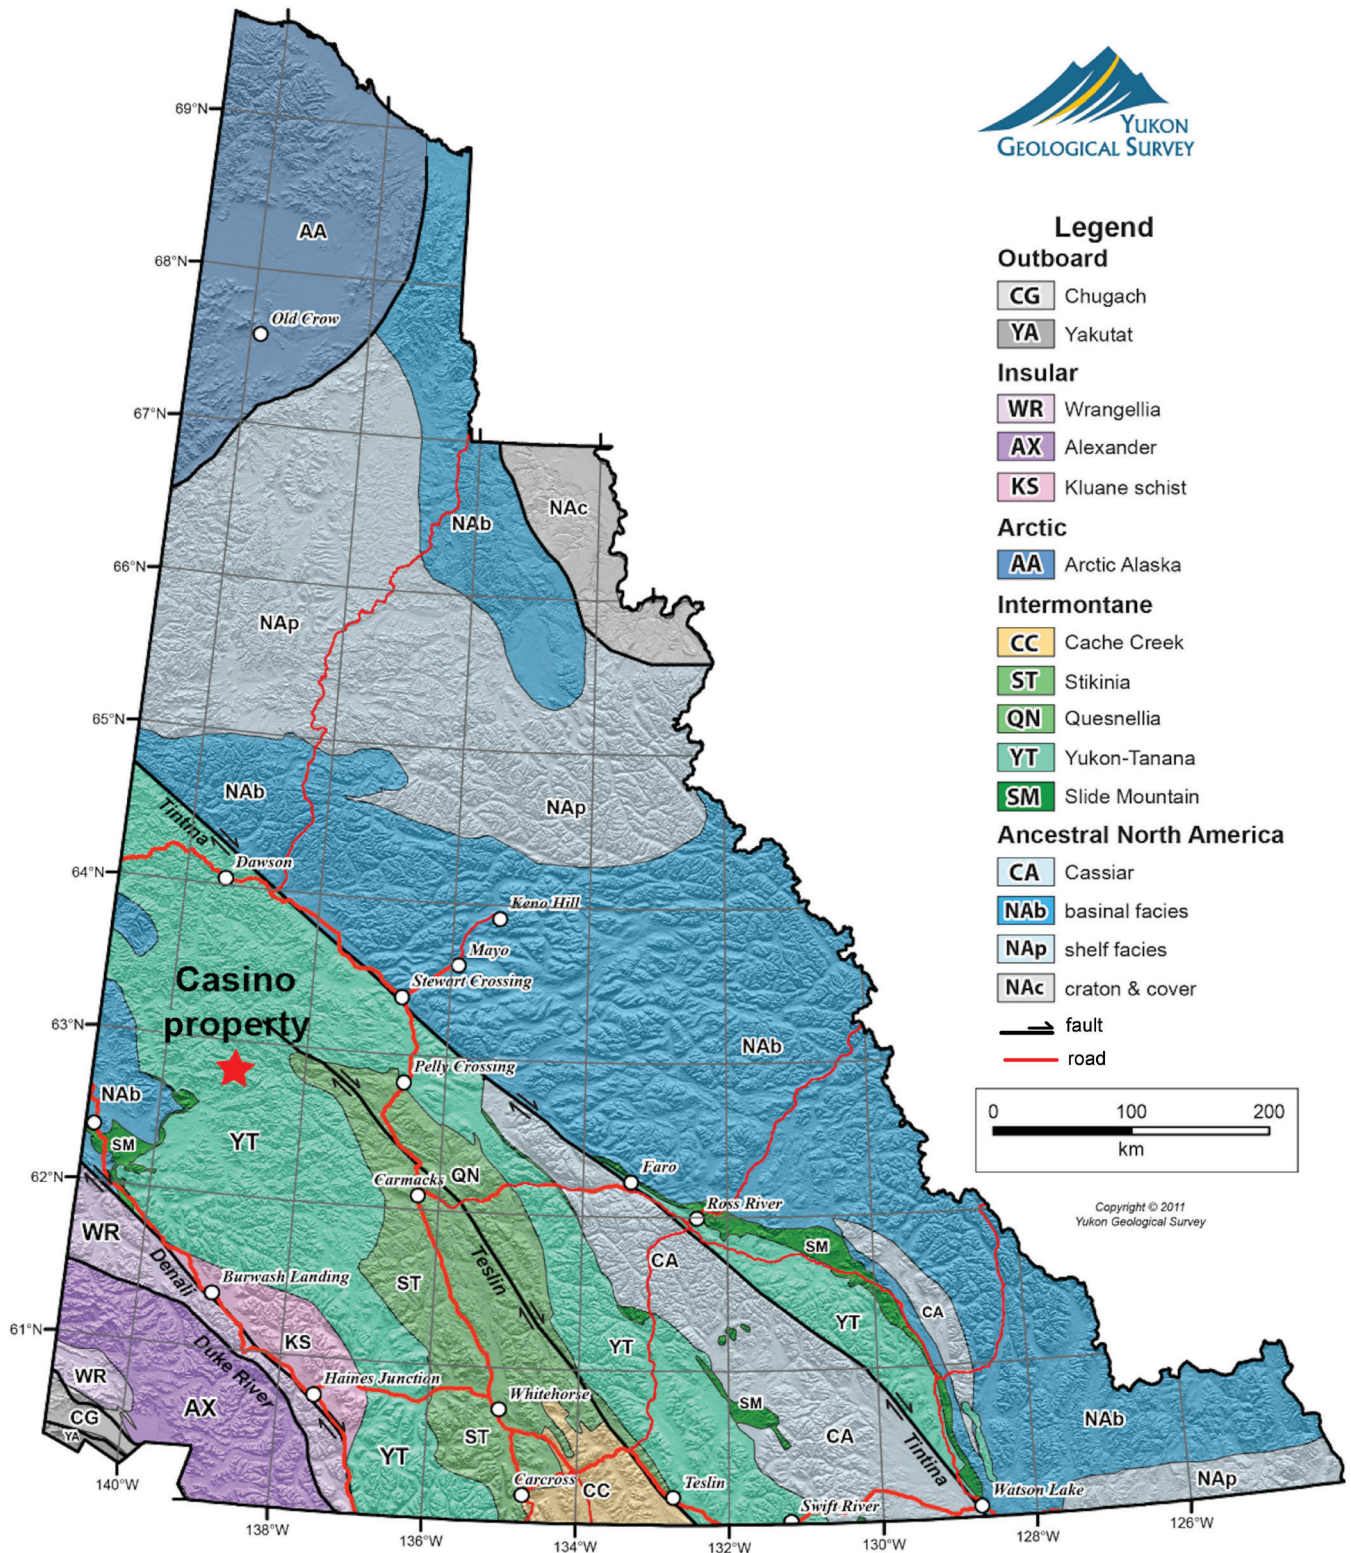 YUKON
GEOLOGICAL SURVEY
Legend
Outboard
CG Chugach
YA Yakutat
Insular
WR Wrangellia
AX Alexander
KS Kluane schist
Arctic
AA Arctic Alaska
Intermontane
CC Cache Creek
ST Stikinia
QN Quesnellia
YT Yukon-Tanana
SM Slide Mountain
Ancestral North America
CA Cassiar
NAb basinal facies
NAp shelf facies
NAc craton & cover
fault
road
0 100 200
km
Copyright © 2011
Yukon Geological Survey
69°N
AA
68°N
Old Crow
67°N
NAc
NAb
66°N
NAp
65°N
NAb
NAp
Tintina
Dawson
64°N
Keno Hill
Mayo
Stewart Crossing
Casino
property
63°N
NAb
Pelly Crossing
NAb
YT
SM
QN
Faro
62°N
Carmacks
Ross River
WR
SM
Teslin
CA
Denali
Burwash Landing
ST
CA
YT
61°N
Duke River
KS
YT
WR
Haines Junction
Whitehorse
SM
AX
CG
NAb
YA
ST
CA
YT
Tintina
140°W
Carcross
CC
Teslin
Swift River
Watson Lake
NAp
138°W
136°W
134°W
132°W
130°W
128°W
126°W